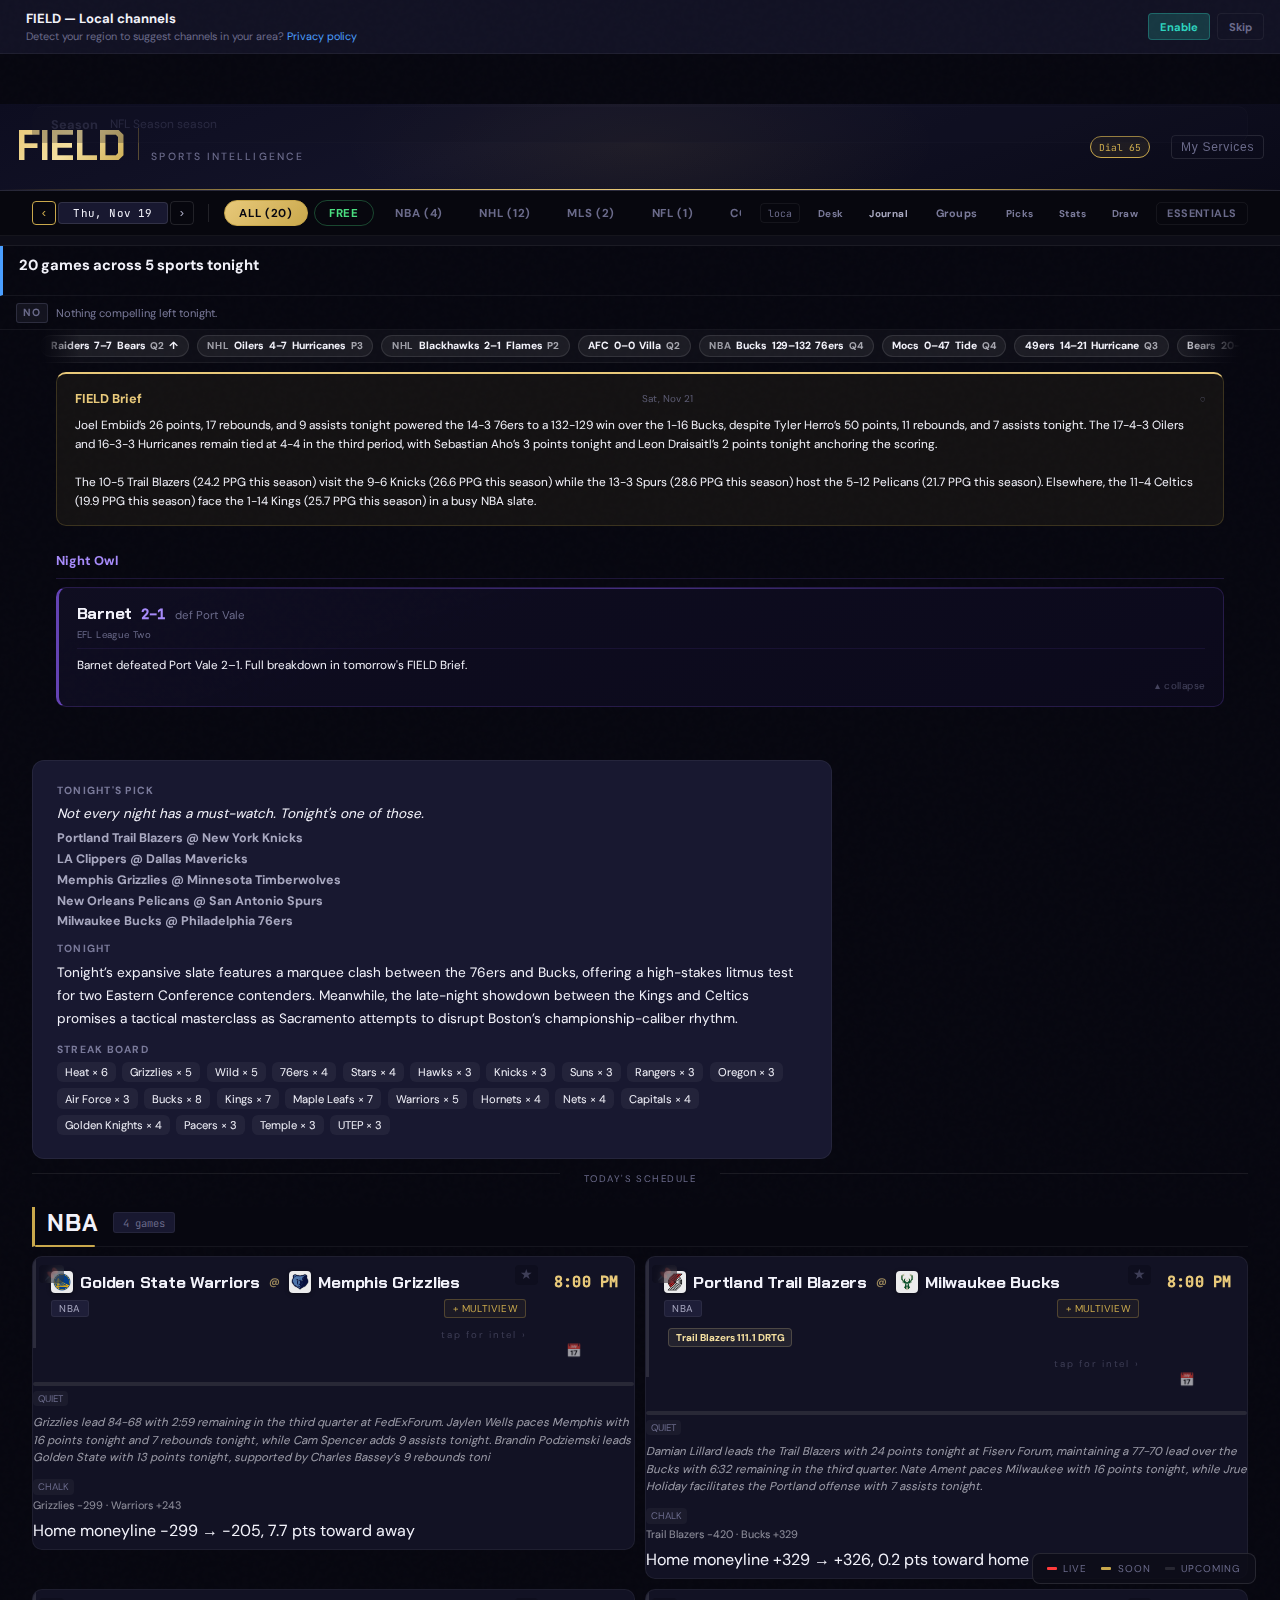 FIELD — Local channels
Detect your region to suggest channels in your area? Privacy policy
Enable
Skip
Season NFL Season season
FIELD
SPORTS INTELLIGENCE
Dial 65
My Services
‹ Thu, Nov 19 ›
ALL (20)
FREE
NBA (4)
NHL (12)
MLS (2)
NFL (1)
loca
Desk
Journal
Groups
Picks
Stats
Draw
ESSENTIALS
20 games across 5 sports tonight
NO Nothing compelling left tonight.
Raiders 7–7 Bears Q2 ↑
NHL Oilers 4–7 Hurricanes P3
NHL Blackhawks 2–1 Flames P2
AFC 0–0 Villa Q2
NBA Bucks 129–132 76ers Q4
Mocs 0–47 Tide Q4
49ers 14–21 Hurricane Q3
Bears 20
FIELD Brief
Sat, Nov 21
Joel Embiid's 26 points, 17 rebounds, and 9 assists tonight powered the 14-3 76ers to a 132-129 win over the 1-16 Bucks, despite Tyler Herro's 50 points, 11 rebounds, and 7 assists tonight. The 17-4-3 Oilers
and 16-3-3 Hurricanes remain tied at 4-4 in the third period, with Sebastian Aho's 3 points tonight and Leon Draisaitl's 2 points tonight anchoring the scoring.
The 10-5 Trail Blazers (24.2 PPG this season) visit the 9-6 Knicks (26.6 PPG this season) while the 13-3 Spurs (28.6 PPG this season) host the 5-12 Pelicans (21.7 PPG this season). Elsewhere, the 11-4 Celtics
(19.9 PPG this season) face the 1-14 Kings (25.7 PPG this season) in a busy NBA slate.
Night Owl
Barnet 2–1 def Port Vale
EFL League Two
Barnet defeated Port Vale 2–1. Full breakdown in tomorrow's FIELD Brief.
▴ collapse
TONIGHT'S PICK
Not every night has a must-watch. Tonight's one of those.
Portland Trail Blazers @ New York Knicks
LA Clippers @ Dallas Mavericks
Memphis Grizzlies @ Minnesota Timberwolves
New Orleans Pelicans @ San Antonio Spurs
Milwaukee Bucks @ Philadelphia 76ers
TONIGHT
Tonight's expansive slate features a marquee clash between the 76ers and Bucks, offering a high-stakes litmus test
for two Eastern Conference contenders. Meanwhile, the late-night showdown between the Kings and Celtics
promises a tactical masterclass as Sacramento attempts to disrupt Boston's championship-caliber rhythm.
STREAK BOARD
Heat × 6
Grizzlies × 5
Wild × 5
76ers × 4
Stars × 4
Hawks × 3
Knicks × 3
Suns × 3
Rangers × 3
Oregon × 3
Air Force × 3
Bucks × 8
Kings × 7
Maple Leafs × 7
Warriors × 5
Hornets × 4
Nets × 4
Capitals × 4
Golden Knights × 4
Pacers × 3
Temple × 3
UTEP × 3
TODAY'S SCHEDULE
NBA 4 games
Golden State Warriors @ Memphis Grizzlies
8:00 PM
NBA
+ MULTIVIEW
tap for intel ›
QUIET
Grizzlies lead 84-68 with 2:59 remaining in the third quarter at FedExForum. Jaylen Wells paces Memphis with
16 points tonight and 7 rebounds tonight, while Cam Spencer adds 9 assists tonight. Brandin Podziemski leads
Golden State with 13 points tonight, supported by Charles Bassey's 9 rebounds toni
CHALK
Grizzlies -299 · Warriors +243
Home moneyline -299 → -205, 7.7 pts toward away
Portland Trail Blazers @ Milwaukee Bucks
8:00 PM
NBA
+ MULTIVIEW
Trail Blazers 111.1 DRTG
tap for intel ›
QUIET
Damian Lillard leads the Trail Blazers with 24 points tonight at Fiserv Forum, maintaining a 77-70 lead over the
Bucks with 6:32 remaining in the third quarter. Nate Ament paces Milwaukee with 16 points tonight, while Jrue
Holiday facilitates the Portland offense with 7 assists tonight.
CHALK
Trail Blazers -420 · Bucks +329
Home moneyline +329 → +326, 0.2 pts toward home
LIVE
SOON
UPCOMING